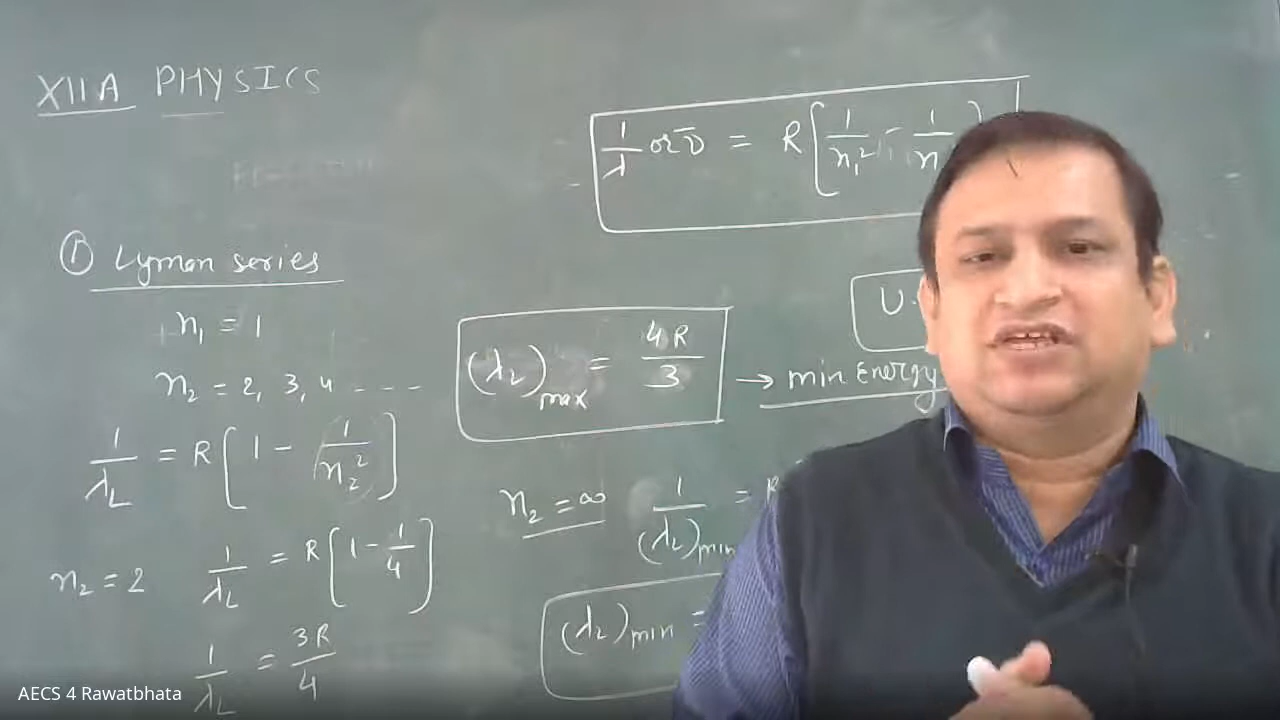 XII A PHYSICS
1/λ or ν̄ = R[1/n₁² - 1/n
① Lyman series
n₁ = 1
n₂ = 2, 3, 4 - - -
1/λL = R[1 - 1/n₂²]
n₂ = 2 1/λL = R[1 - 1/4]
1/λL = 3R/4
(λL)max = 4R/3 → min Energy
U.
n₂ = ∞ 1/(λL)min = R
(λL)min =
AECS 4 Rawatbhata